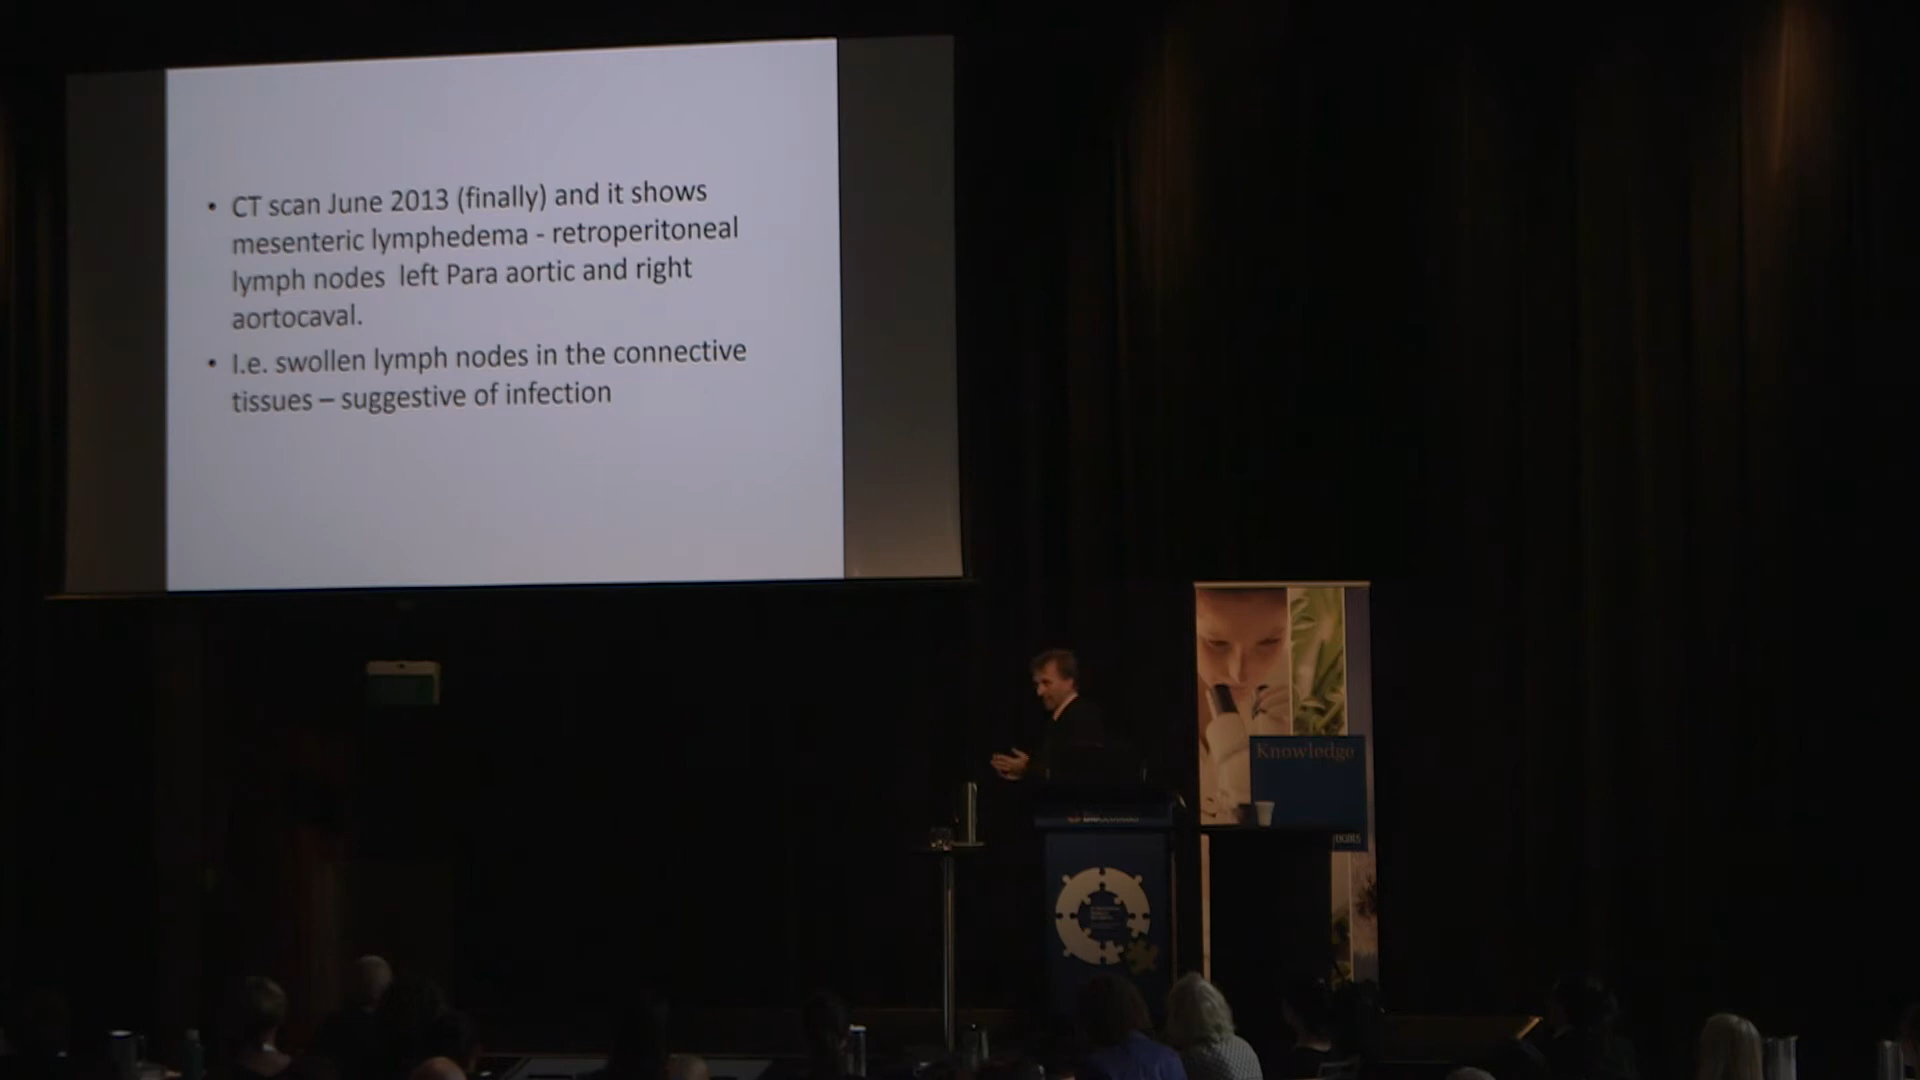 • CT scan June 2013 (finally) and it shows
mesenteric lymphedema - retroperitoneal
lymph nodes  left Para aortic and right
aortocaval.
• I.e. swollen lymph nodes in the connective
tissues – suggestive of infection
Knowledge